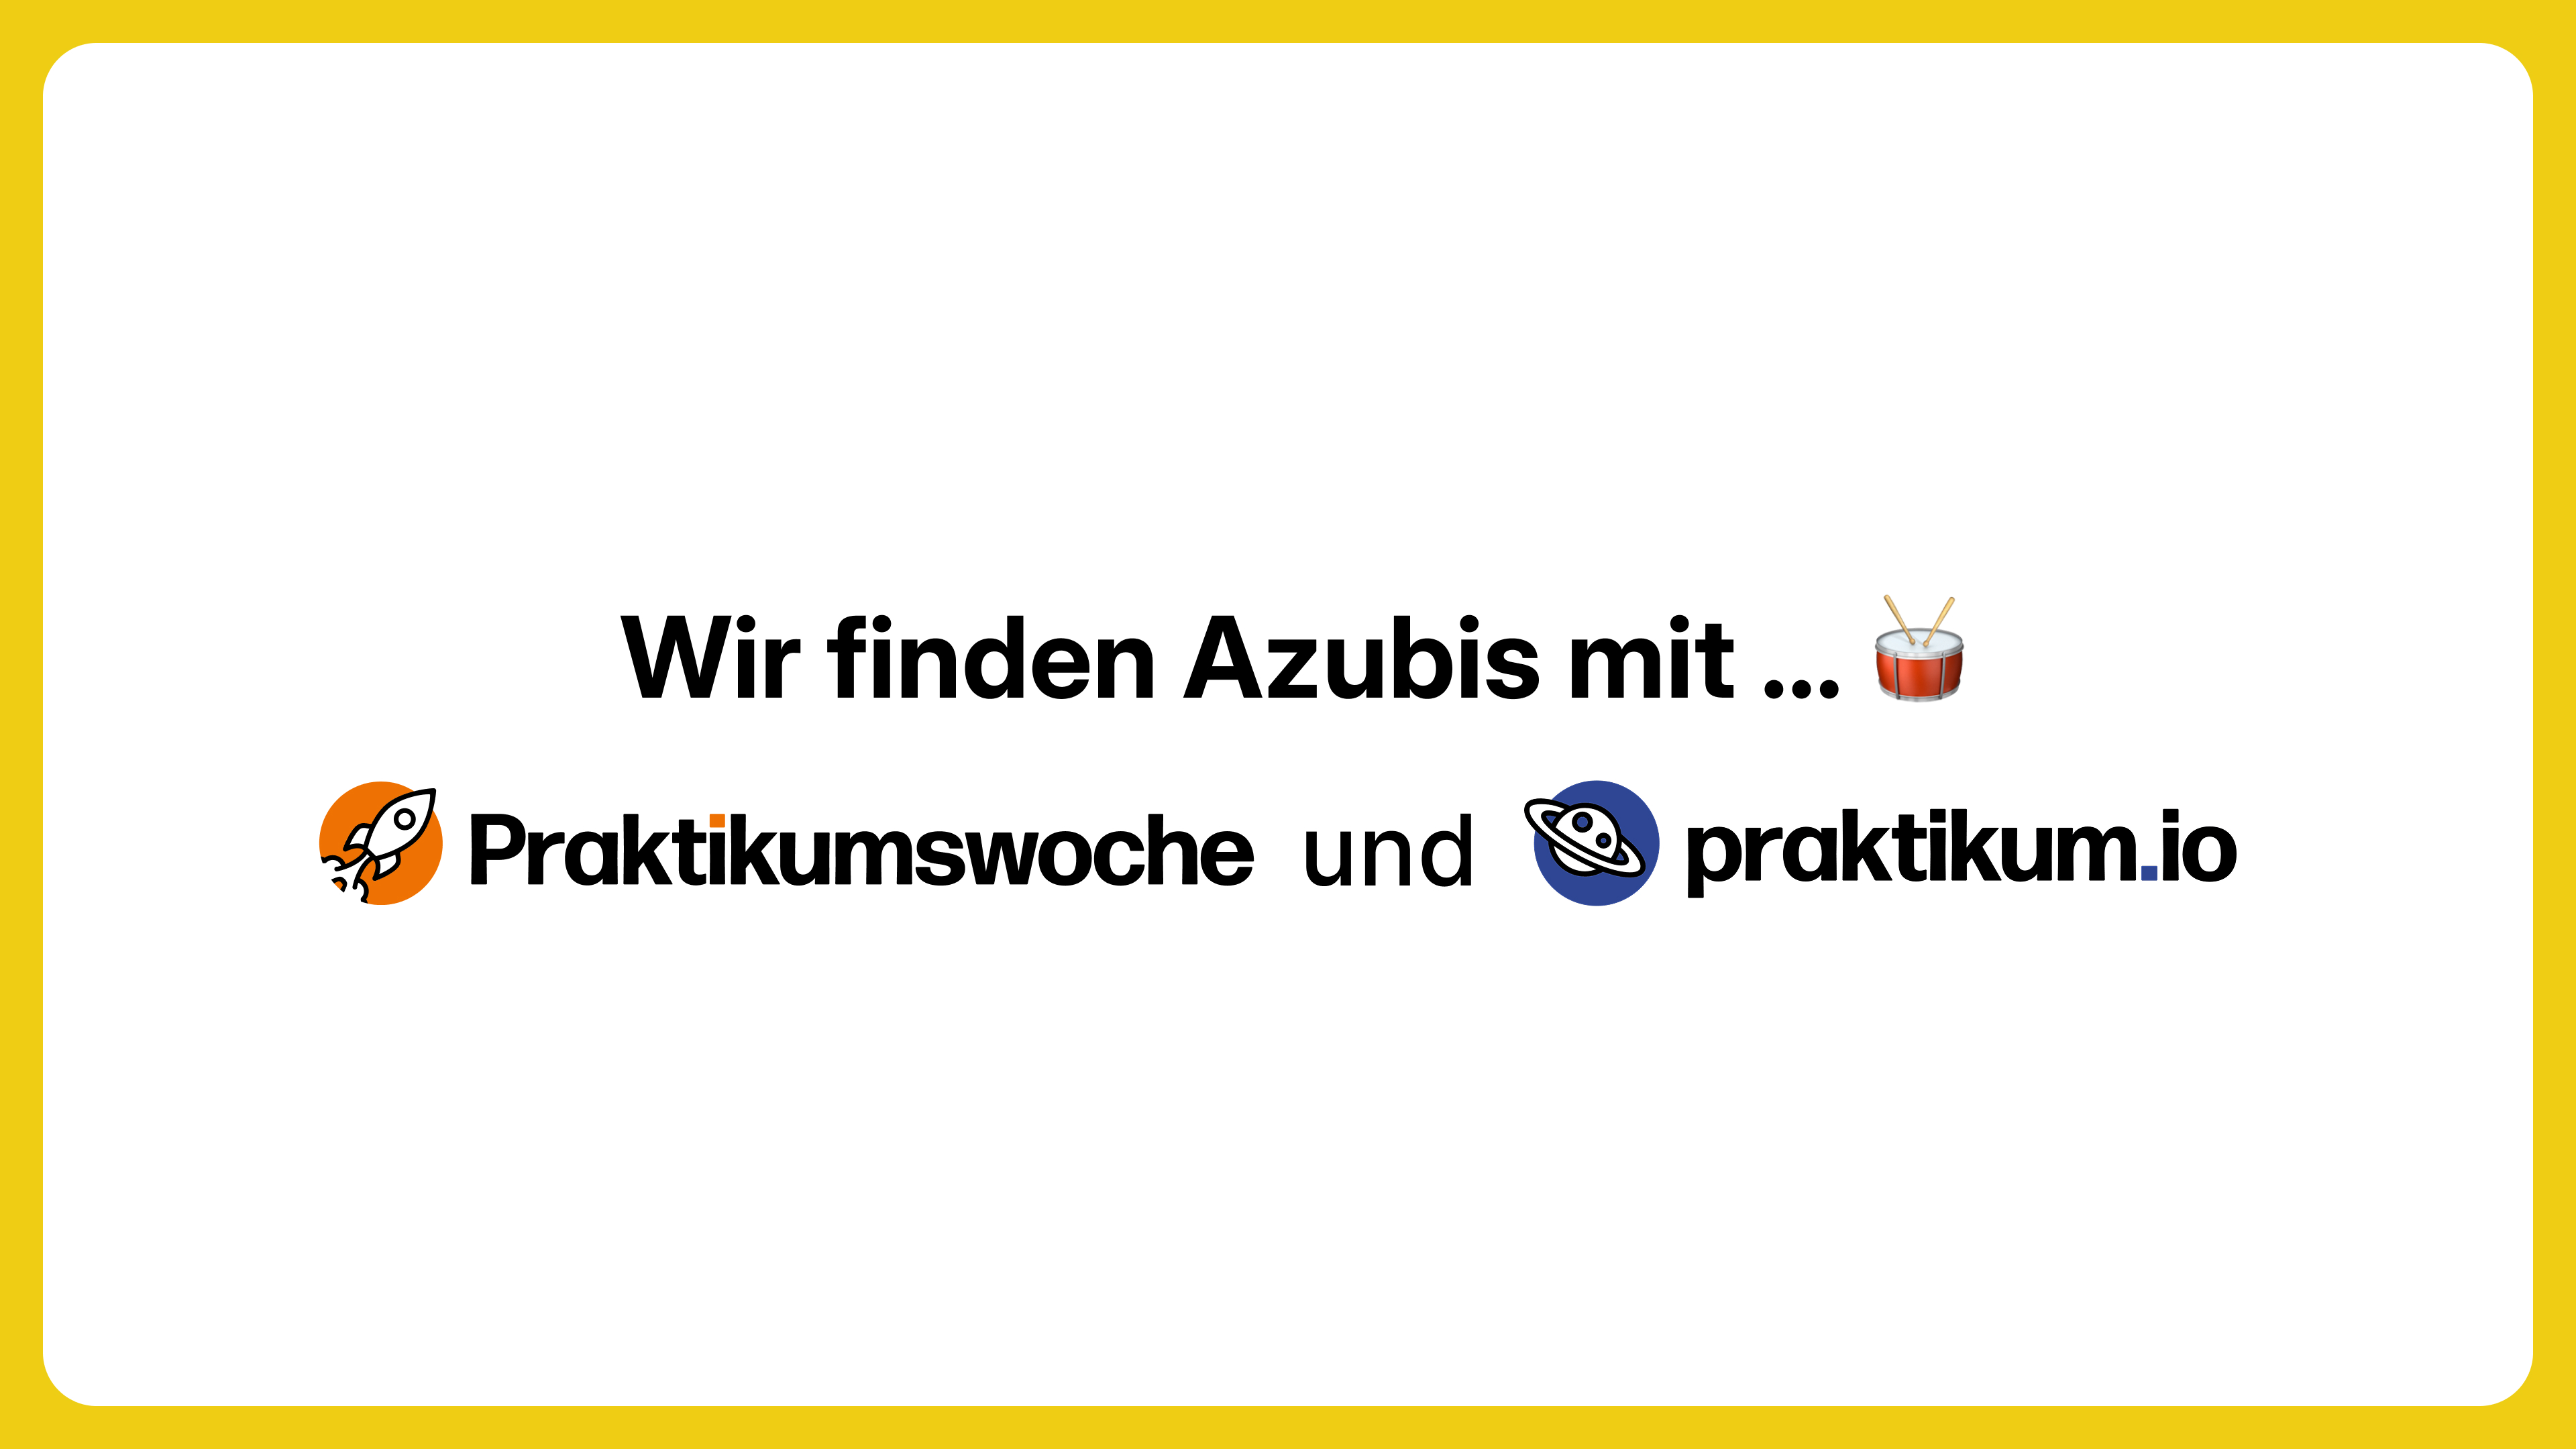 Wir finden Azubis mit ... 🥁
Praktikumswoche und praktikum.io